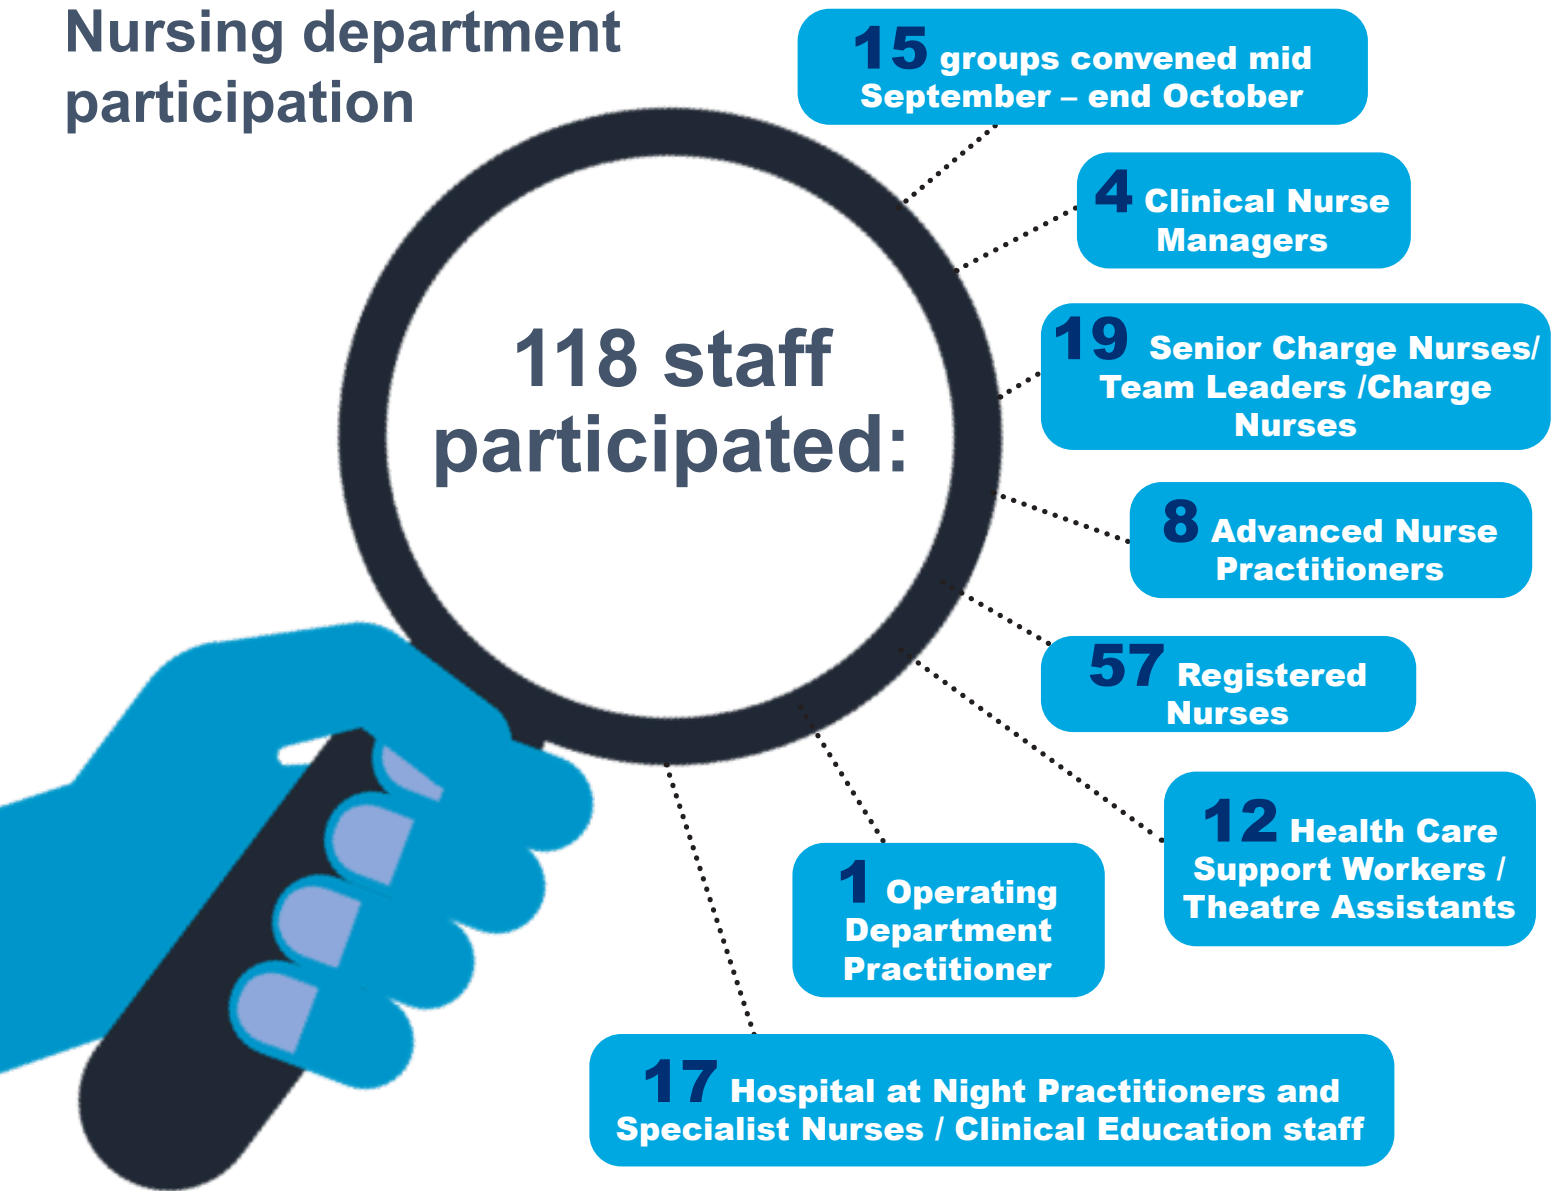 Nursing department
participation
15 groups convened mid
September – end October
4 Clinical Nurse
Managers
118 staff
participated:
19 Senior Charge Nurses/
Team Leaders /Charge
Nurses
8 Advanced Nurse
Practitioners
57 Registered
Nurses
12 Health Care
Support Workers /
Theatre Assistants
1 Operating
Department
Practitioner
17 Hospital at Night Practitioners and
Specialist Nurses / Clinical Education staff